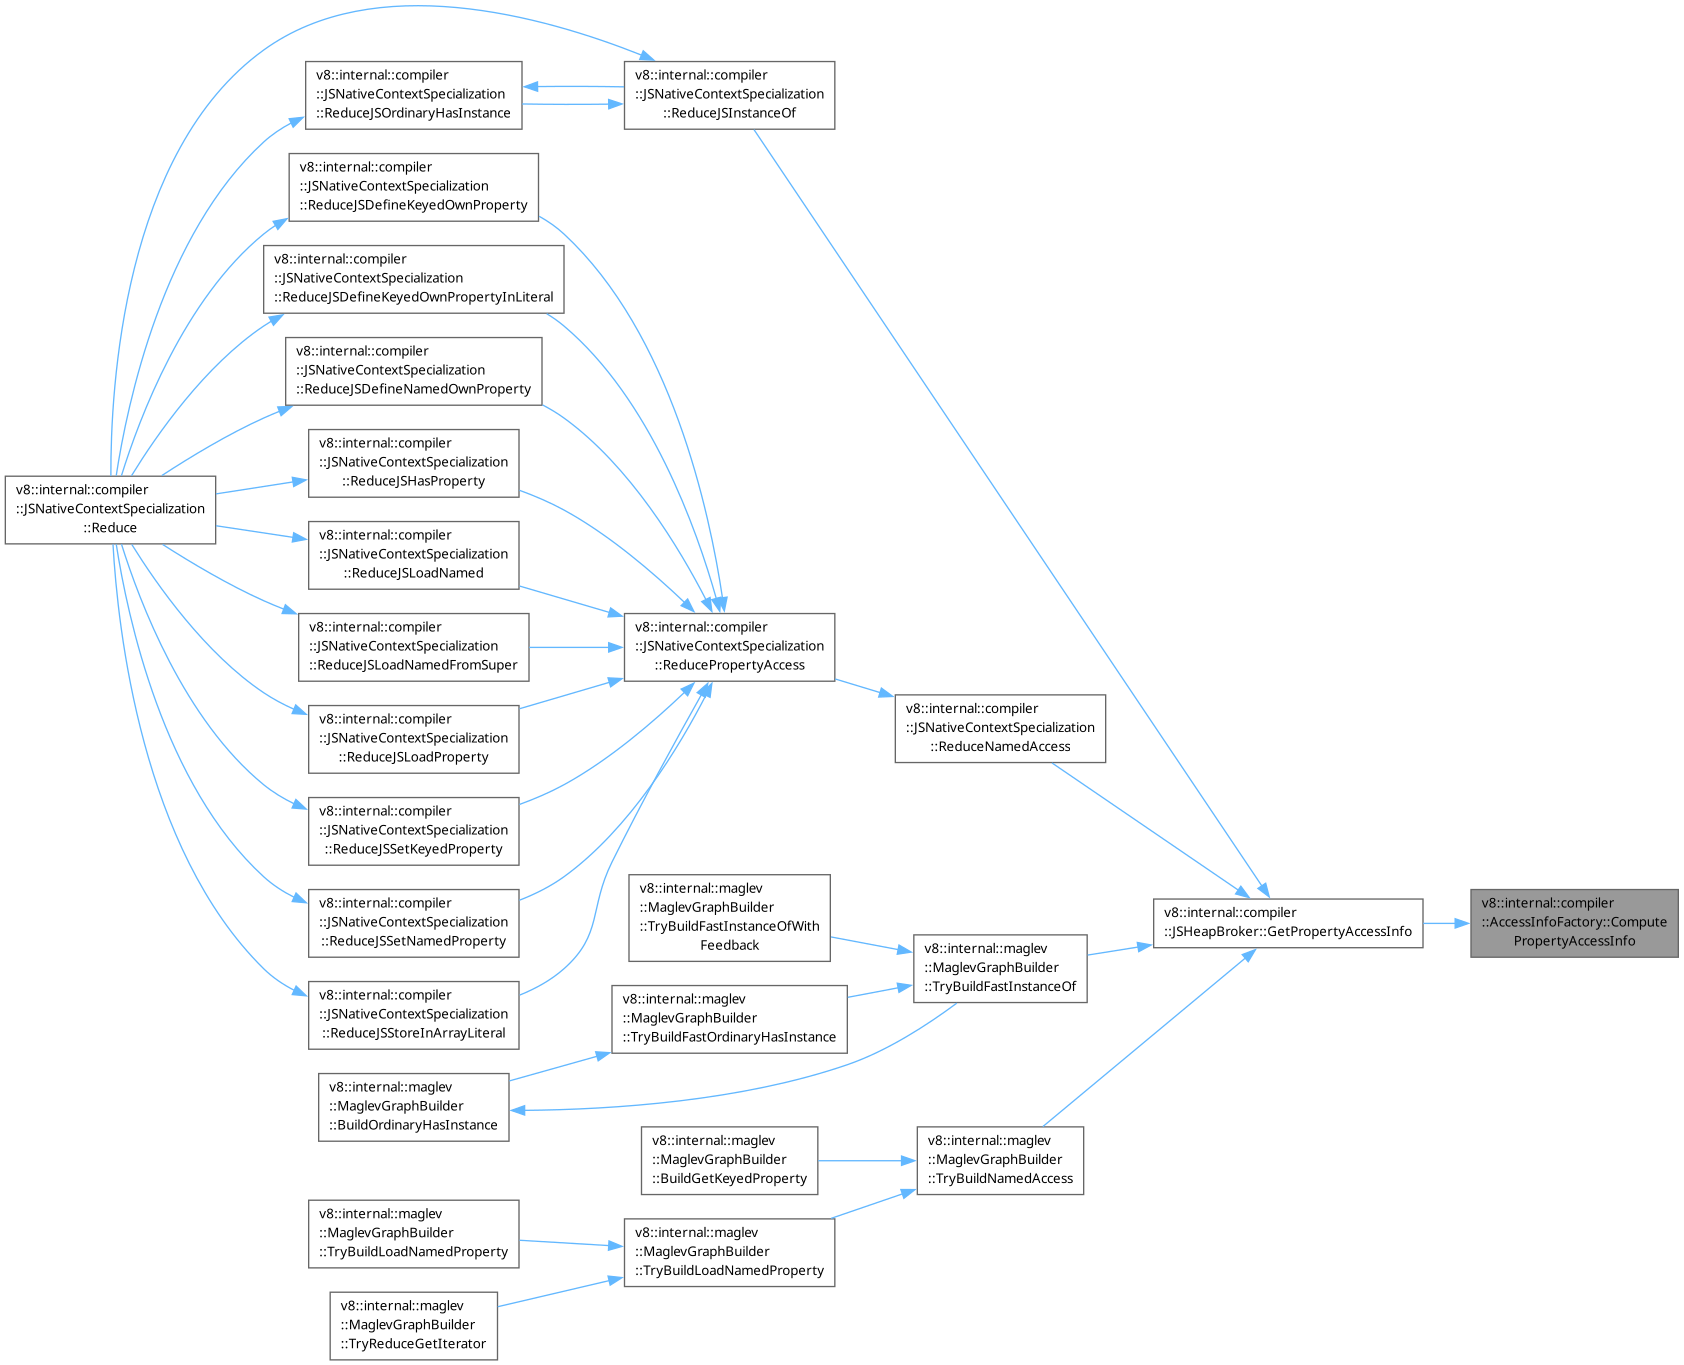 v8::internal::compiler
::JSNativeContextSpecialization
::Reduce
v8::internal::compiler
::JSNativeContextSpecialization
::ReduceJSOrdinaryHasInstance
v8::internal::compiler
::JSNativeContextSpecialization
::ReduceJSInstanceOf
v8::internal::compiler
::JSNativeContextSpecialization
::ReduceJSDefineKeyedOwnProperty
v8::internal::compiler
::JSNativeContextSpecialization
::ReduceJSDefineKeyedOwnPropertyInLiteral
v8::internal::compiler
::JSNativeContextSpecialization
::ReduceJSDefineNamedOwnProperty
v8::internal::compiler
::JSNativeContextSpecialization
::ReduceJSHasProperty
v8::internal::compiler
::JSNativeContextSpecialization
::ReduceJSLoadNamed
v8::internal::compiler
::JSNativeContextSpecialization
::ReduceJSLoadNamedFromSuper
v8::internal::compiler
::JSNativeContextSpecialization
::ReduceJSLoadProperty
v8::internal::compiler
::JSNativeContextSpecialization
::ReduceJSSetKeyedProperty
v8::internal::compiler
::JSNativeContextSpecialization
::ReduceJSSetNamedProperty
v8::internal::compiler
::JSNativeContextSpecialization
::ReduceJSStoreInArrayLiteral
v8::internal::compiler
::JSNativeContextSpecialization
::ReducePropertyAccess
v8::internal::compiler
::JSNativeContextSpecialization
::ReduceNamedAccess
v8::internal::maglev
::MaglevGraphBuilder
::TryBuildFastInstanceOfWith
Feedback
v8::internal::maglev
::MaglevGraphBuilder
::TryBuildFastOrdinaryHasInstance
v8::internal::maglev
::MaglevGraphBuilder
::BuildOrdinaryHasInstance
v8::internal::maglev
::MaglevGraphBuilder
::TryBuildFastInstanceOf
v8::internal::compiler
::JSHeapBroker::GetPropertyAccessInfo
v8::internal::compiler
::AccessInfoFactory::Compute
PropertyAccessInfo
v8::internal::maglev
::MaglevGraphBuilder
::BuildGetKeyedProperty
v8::internal::maglev
::MaglevGraphBuilder
::TryBuildNamedAccess
v8::internal::maglev
::MaglevGraphBuilder
::TryBuildLoadNamedProperty
v8::internal::maglev
::MaglevGraphBuilder
::TryBuildLoadNamedProperty
v8::internal::maglev
::MaglevGraphBuilder
::TryReduceGetIterator